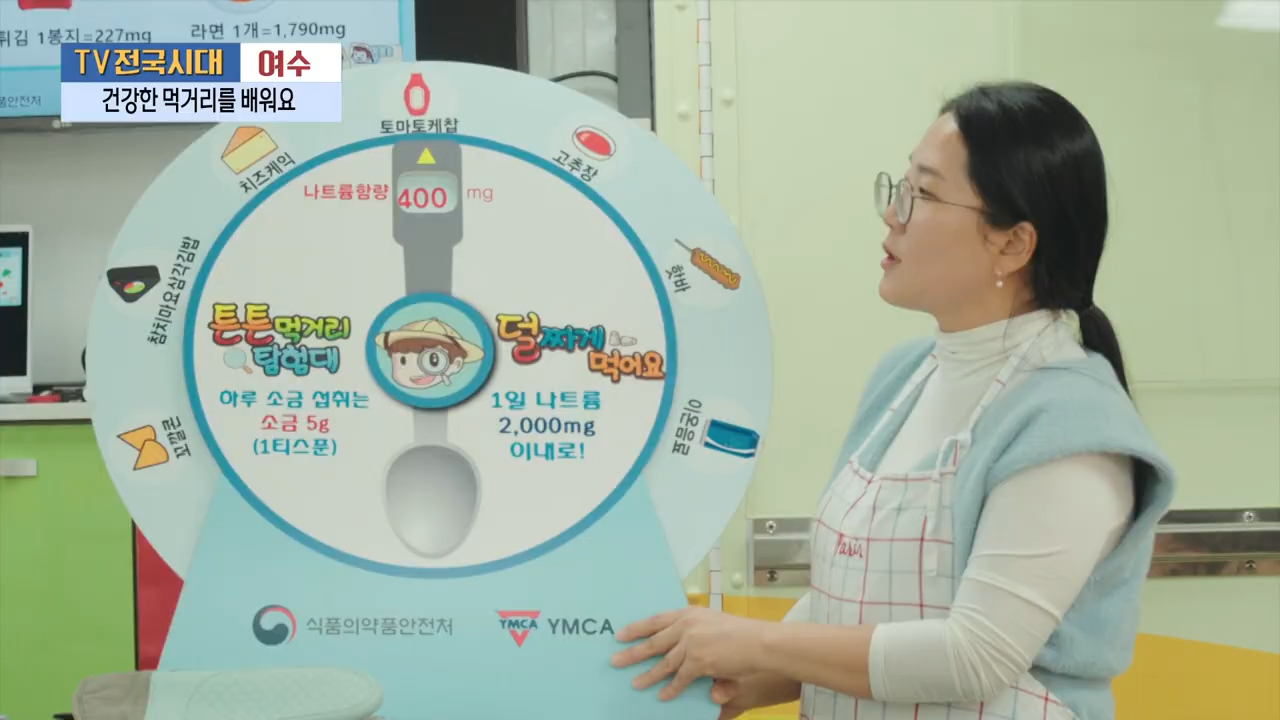 튀김 1봉지=227mg
라면 1개=1,790mg
TV전국시대
여수
건강한 먹거리를 배워요
토마토케찹
치즈케익
고추장
나트륨함량 400 mg
참치마요삼각김밥
핫바
튼튼먹거리
탐험대
덜 짜게
먹어요
하루 소금 섭취는
소금 5g
(1티스푼)
1일 나트륨
2,000mg
이내로!
꼬깔콘
이온음료
식품의약품안전처
YMCA YMCA